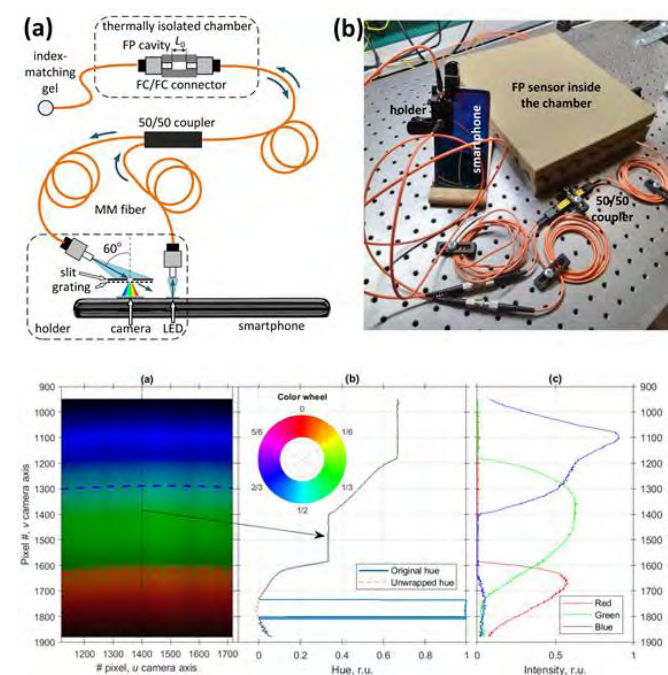 (a)
thermally isolated chamber
FP cavity L₀
index-
matching
gel
FC/FC connector
50/50 coupler
MM fiber
60°
slit
grating
holder
camera
LED
smartphone
(b)
holder
smartphone
FP sensor inside
the chamber
50/50
coupler
(a)
900
1000
1100
1200
1300
1400
1500
1600
1700
1800
1900
Pixel #, v camera axis
1200 1300 1400 1500 1600 1700
# pixel, u camera axis
(b)
Color wheel
0
5/6 1/6
2/3 1/3
1/2
Original hue
Unwrapped hue
0 0.2 0.4 0.6 0.8 1
Hue, r.u.
(c)
900
1000
1100
1200
1300
1400
1500
1600
1700
1800
1900
Red
Green
Blue
0 0.5 1
Intensity, r.u.